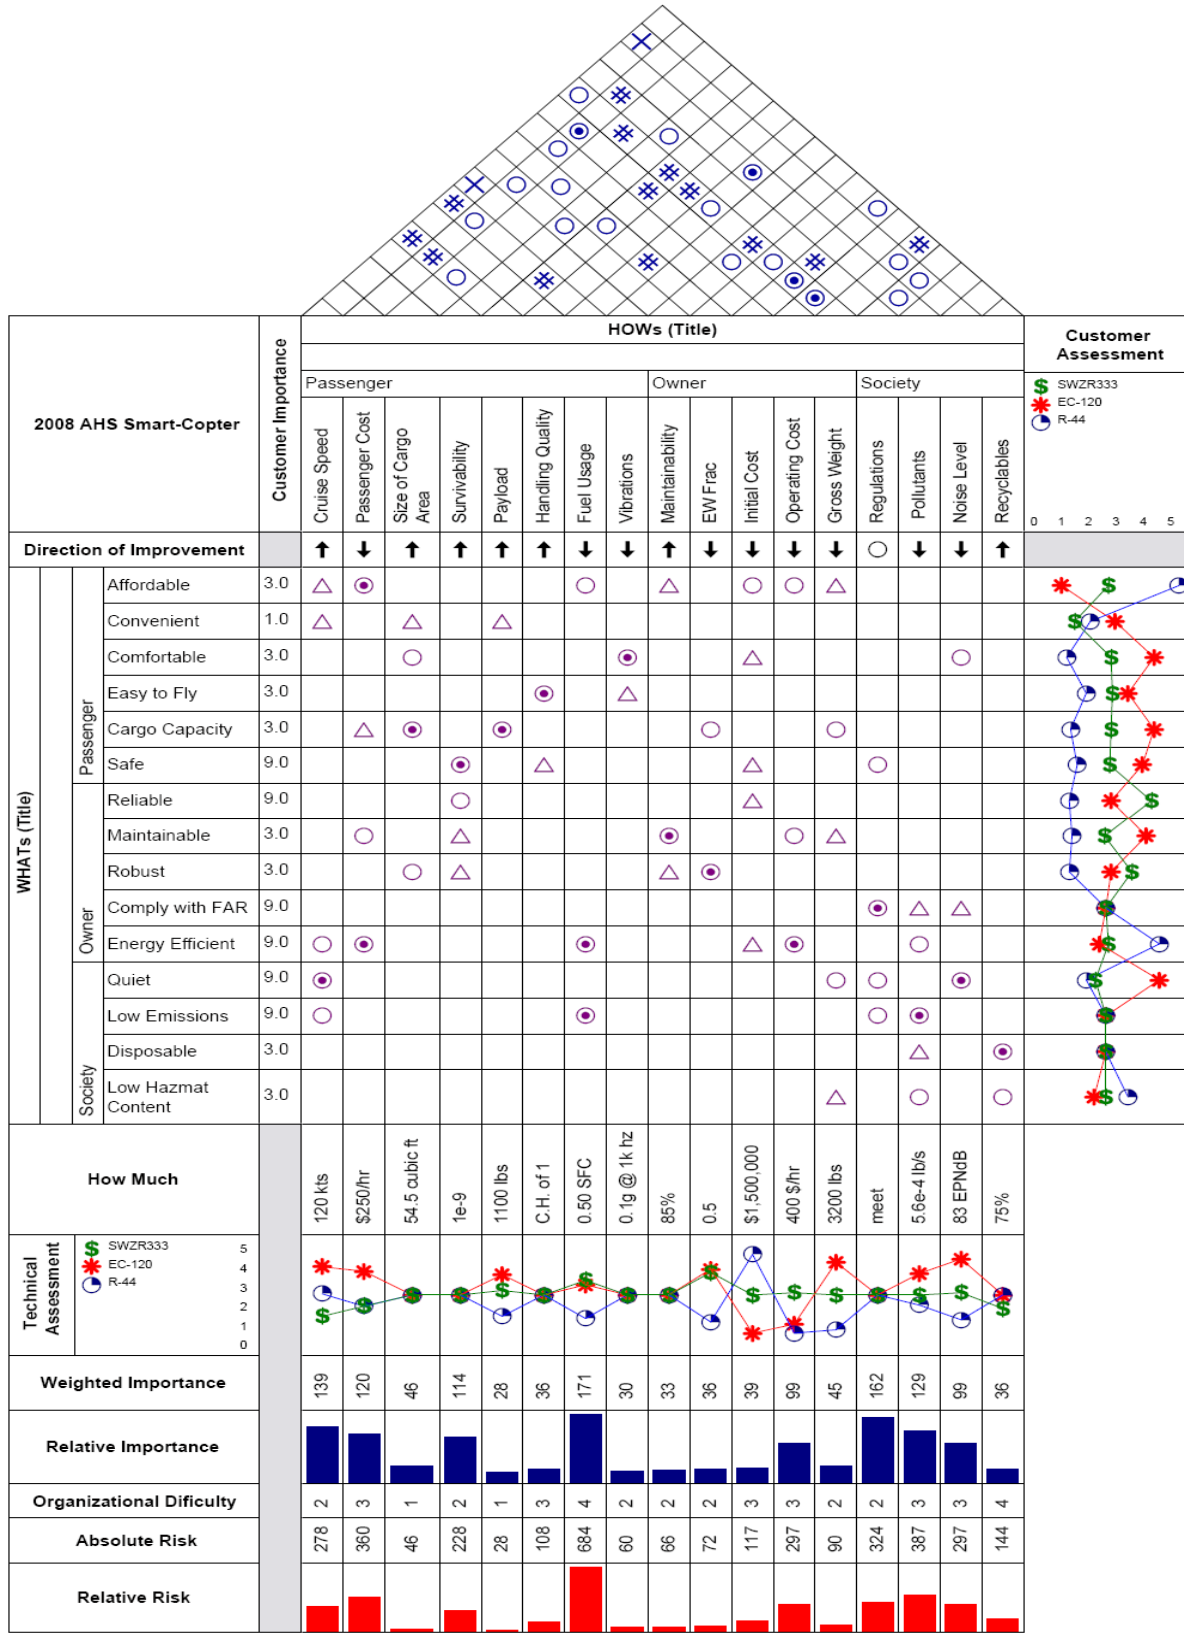 HOWs (Title)
Customer
Assessment
2008 AHS Smart-Copter
Customer Importance
Passenger
Owner
Society
$ SWZR333
EC-120
R-44
Cruise Speed
Passenger Cost
Size of Cargo
Area
Survivability
Payload
Handling Quality
Fuel Usage
Vibrations
Maintainability
EW Frac
Initial Cost
Operating Cost
Gross Weight
Regulations
Pollutants
Noise Level
Recyclables
0 1 2 3 4 5
Direction of Improvement
WHATs (Title)
Passenger
Affordable 3.0
Convenient 1.0
Comfortable 3.0
Easy to Fly 3.0
Cargo Capacity 3.0
Safe 9.0
Owner
Reliable 9.0
Maintainable 3.0
Robust 3.0
Comply with FAR 9.0
Energy Efficient 9.0
Society
Quiet 9.0
Low Emissions 9.0
Disposable 3.0
Low Hazmat
Content 3.0
How Much
120 kts
$250/hr
54.5 cubic ft
1e-9
1100 lbs
C.H. of 1
0.50 SFC
0.1g @ 1k hz
85%
0.5
$1,500,000
400 $/hr
3200 lbs
meet
5.6e-4 lb/s
83 EPNdB
75%
Technical
Assessment
$ SWZR333
EC-120
R-44
5
4
3
2
1
0
Weighted Importance 139 120 46 114 28 36 171 30 33 36 39 99 45 162 129 99 36
Relative Importance
Organizational Dificulty 2 3 1 2 1 3 4 2 2 2 3 3 2 2 3 3 4
Absolute Risk 278 360 46 228 28 108 684 60 66 72 117 297 90 324 387 297 144
Relative Risk